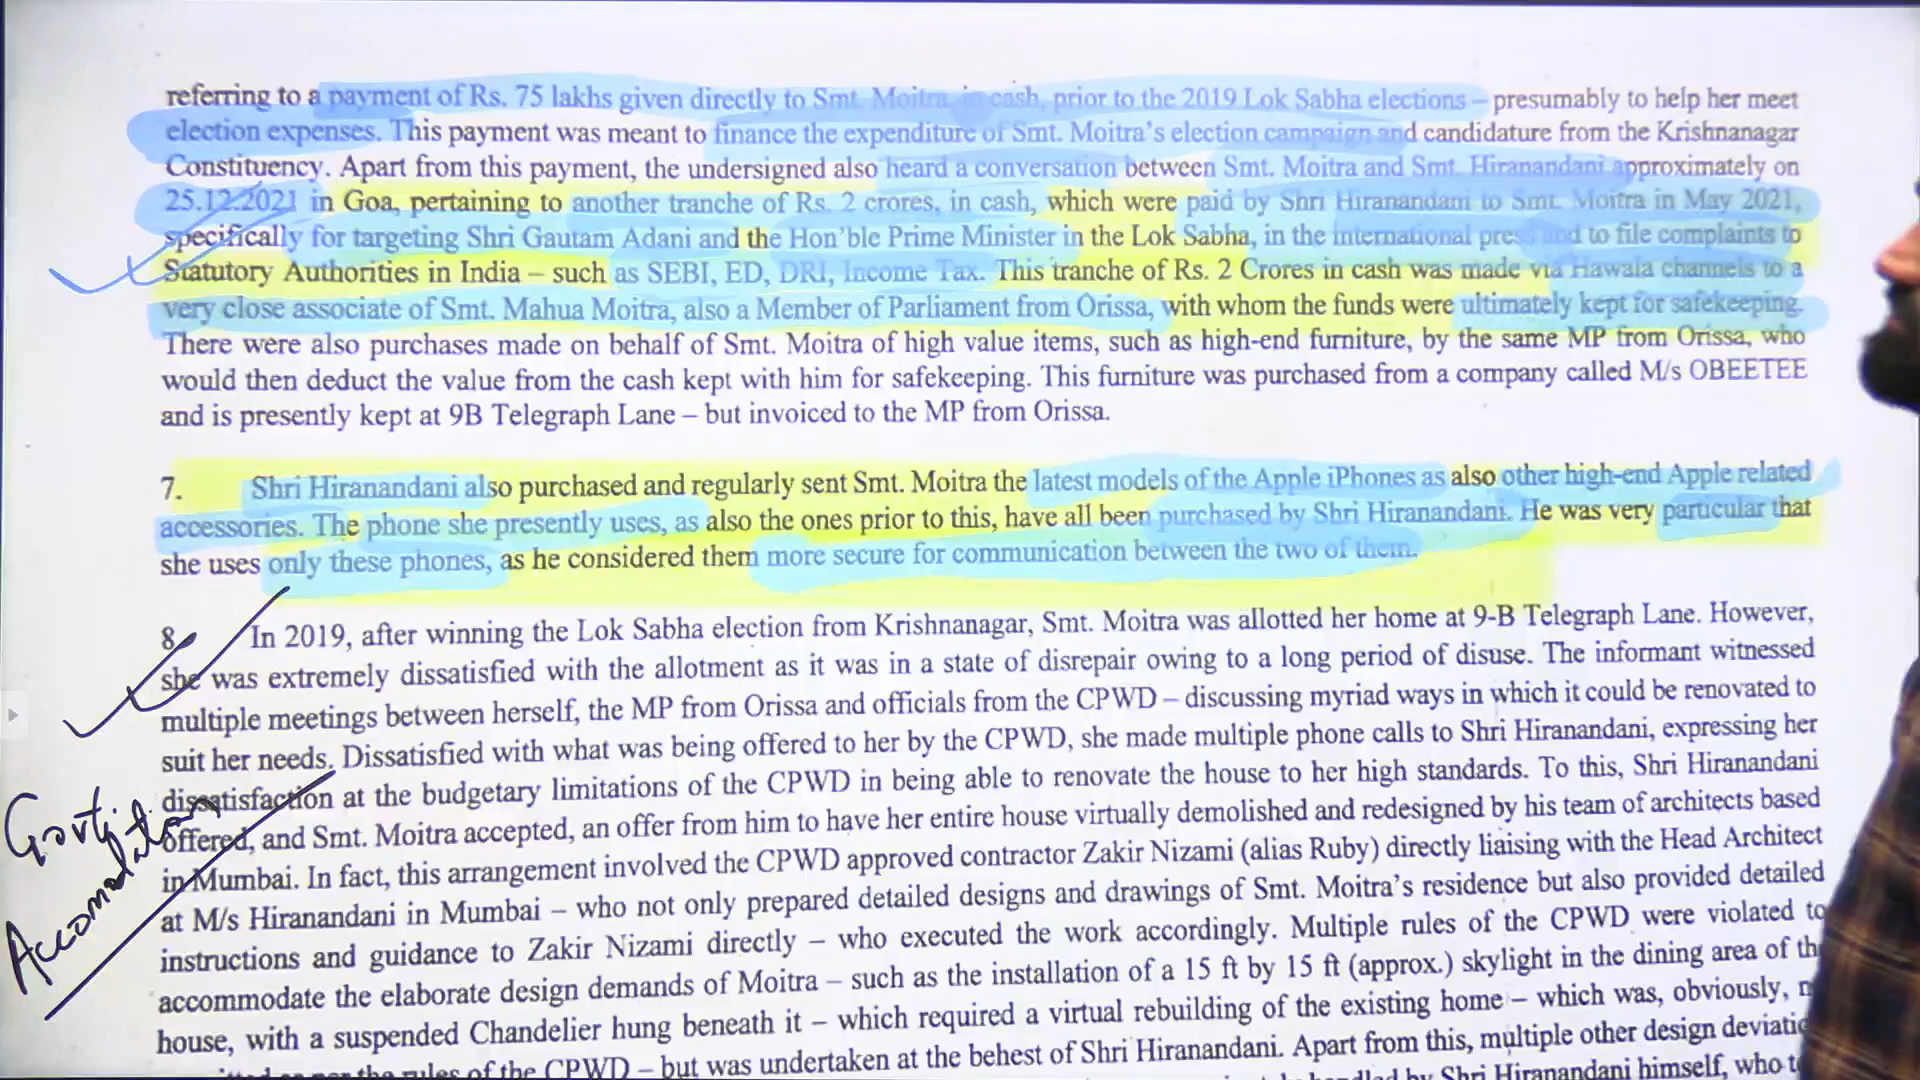 referring to a payment of Rs. 75 lakhs given directly to Smt. Moitra, in cash, prior to the 2019 Lok Sabha elections – presumably to help her meet
election expenses. This payment was meant to finance the expenditure of Smt. Moitra's election campaign and candidature from the Krishnanagar
Constituency. Apart from this payment, the undersigned also heard a conversation between Smt. Moitra and Smt. Hiranandani approximately on
25.12.2021 in Goa, pertaining to another tranche of Rs. 2 crores, in cash, which were paid by Shri Hiranandani to Smt. Moitra in May 2021,
specifically for targeting Shri Gautam Adani and the Hon'ble Prime Minister in the Lok Sabha, in the international press and to file complaints to
Statutory Authorities in India – such as SEBI, ED, DRI, Income Tax. This tranche of Rs. 2 Crores in cash was made via Hawala channels to a
very close associate of Smt. Mahua Moitra, also a Member of Parliament from Orissa, with whom the funds were ultimately kept for safekeeping.
There were also purchases made on behalf of Smt. Moitra of high value items, such as high-end furniture, by the same MP from Orissa, who
would then deduct the value from the cash kept with him for safekeeping. This furniture was purchased from a company called M/s OBEETEE
and is presently kept at 9B Telegraph Lane – but invoiced to the MP from Orissa.
7. Shri Hiranandani also purchased and regularly sent Smt. Moitra the latest models of the Apple iPhones as also other high-end Apple related
accessories. The phone she presently uses, as also the ones prior to this, have all been purchased by Shri Hiranandani. He was very particular that
she uses only these phones, as he considered them more secure for communication between the two of them.
8. In 2019, after winning the Lok Sabha election from Krishnanagar, Smt. Moitra was allotted her home at 9-B Telegraph Lane. However,
she was extremely dissatisfied with the allotment as it was in a state of disrepair owing to a long period of disuse. The informant witnessed
multiple meetings between herself, the MP from Orissa and officials from the CPWD – discussing myriad ways in which it could be renovated to
suit her needs. Dissatisfied with what was being offered to her by the CPWD, she made multiple phone calls to Shri Hiranandani, expressing her
dissatisfaction at the budgetary limitations of the CPWD in being able to renovate the house to her high standards. To this, Shri Hiranandani
offered, and Smt. Moitra accepted, an offer from him to have her entire house virtually demolished and redesigned by his team of architects based
in Mumbai. In fact, this arrangement involved the CPWD approved contractor Zakir Nizami (alias Ruby) directly liaising with the Head Architect
at M/s Hiranandani in Mumbai – who not only prepared detailed designs and drawings of Smt. Moitra's residence but also provided detailed
instructions and guidance to Zakir Nizami directly – who executed the work accordingly. Multiple rules of the CPWD were violated to
accommodate the elaborate design demands of Moitra – such as the installation of a 15 ft by 15 ft (approx.) skylight in the dining area of th
house, with a suspended Chandelier hung beneath it – which required a virtual rebuilding of the existing home – which was, obviously, n
the rules of the CPWD – but was undertaken at the behest of Shri Hiranandani. Apart from this, multiple other design deviatio
by Shri Hiranandani himself, who t
Govt.
Accomodation